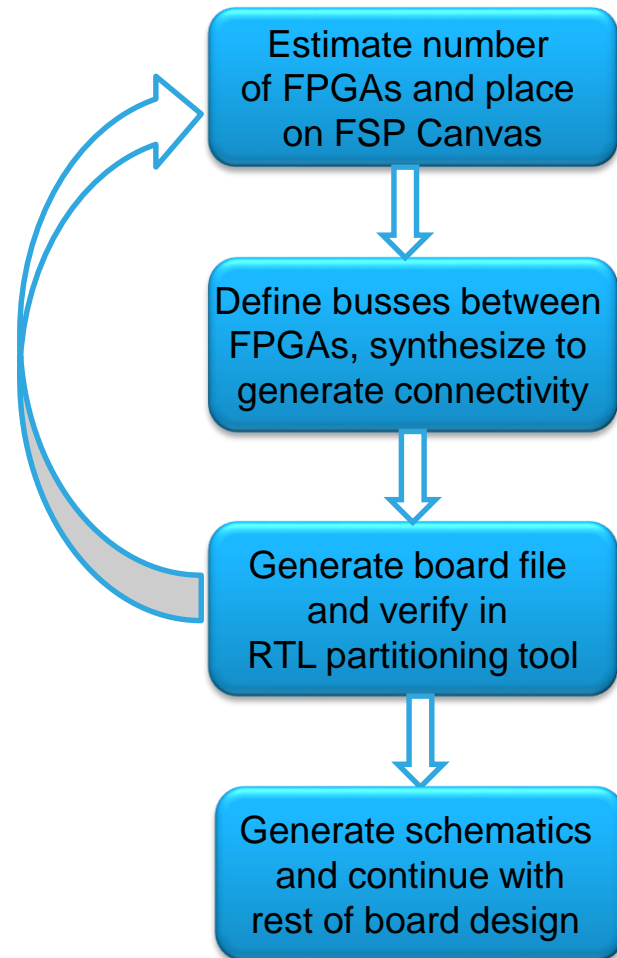 Estimate number
of FPGAs and place
on FSP Canvas
Define busses between
FPGAs, synthesize to
generate connectivity
Generate board file
and verify in
RTL partitioning tool
Generate schematics
and continue with
rest of board design